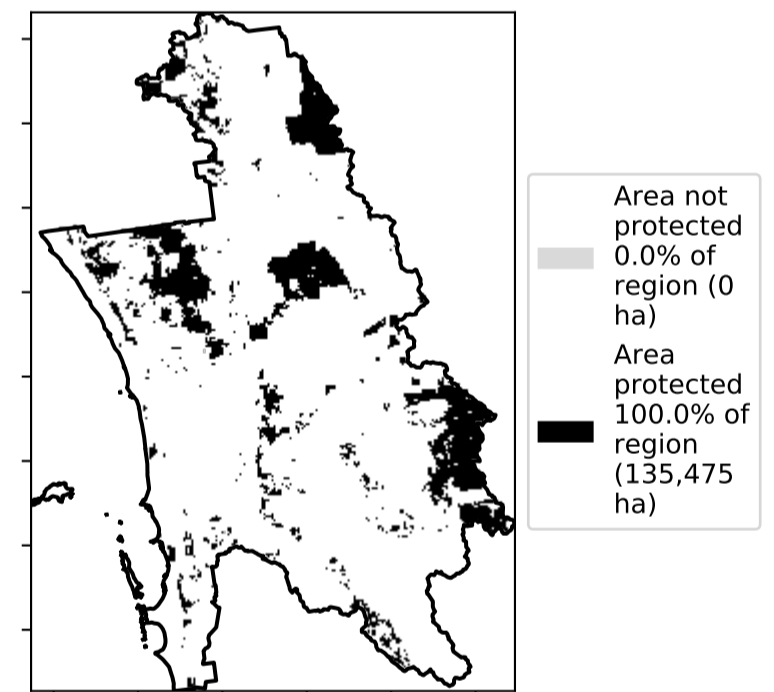 Area not
protected
0.0% of
region (0
ha)
Area
protected
100.0% of
region
(135,475
ha)